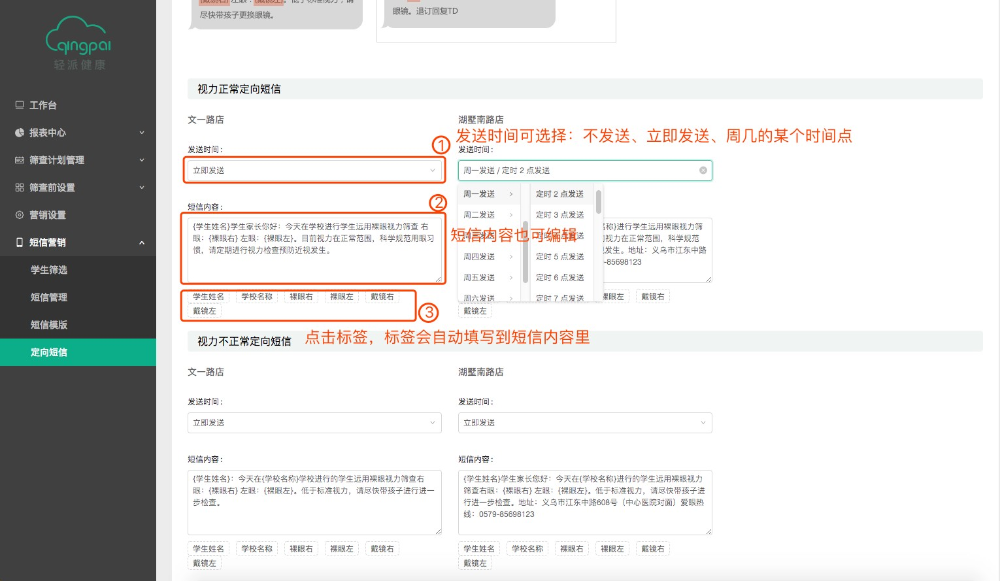 {戴镜右} 左眼：{戴镜左}。低于标准视力，请
尽快带孩子更换眼镜。
眼镜。退订回复TD
qingpai
轻派健康
工作台
报表中心
筛查计划管理
筛查前设置
营销设置
短信营销
学生筛选
短信管理
短信模版
定向短信
视力正常定向短信
文一路店
湖墅南路店
① 发送时间可选择：不发送、立即发送、周几的某个时间点
发送时间：
发送时间：
立即发送
周一发送 / 定时 2 点发送
周一发送
周二发送
周四发送
周五发送
周六发送
定时 2 点发送
定时 3 点发送
定时 5 点发送
定时 6 点发送
定时 7 点发送
②
短信内容：
短信内容也可编辑
{学生姓名}学生家长你好：今天在学校进行学生远用裸眼视力筛查 右
眼：{裸眼右} 左眼：{裸眼左}。目前视力在正常范围，科学规范用眼习
惯，请定期进行视力检查预防近视发生。
称}进行学生远用裸眼视力筛
前视力在正常范围，科学规范
发生。地址：义乌市江东中路
-85698123
学生姓名 学校名称 裸眼右 裸眼左 戴镜右
戴镜左
裸眼左 戴镜右
戴镜左
③
点击标签，标签会自动填写到短信内容里
视力不正常定向短信
文一路店
湖墅南路店
发送时间：
发送时间：
立即发送
立即发送
短信内容：
短信内容：
{学生姓名}：今天在{学校名称}学校进行的学生远用裸眼视力筛查右
眼：{裸眼右} 左眼：{裸眼左}。低于标准视力，请尽快带孩子进行进一
步检查。
{学生姓名}学生家长您好：今天在{学校名称}进行的学生远用裸眼视力
筛查右眼：{裸眼右} 左眼：{裸眼左}。低于标准视力，请尽快带孩子进
行进一步检查。地址：义乌市江东中路608号（中心医院对面）爱眼热
线：0579-85698123
学生姓名 学校名称 裸眼右 裸眼左 戴镜右
戴镜左
学生姓名 学校名称 裸眼右 裸眼左 戴镜右
戴镜左